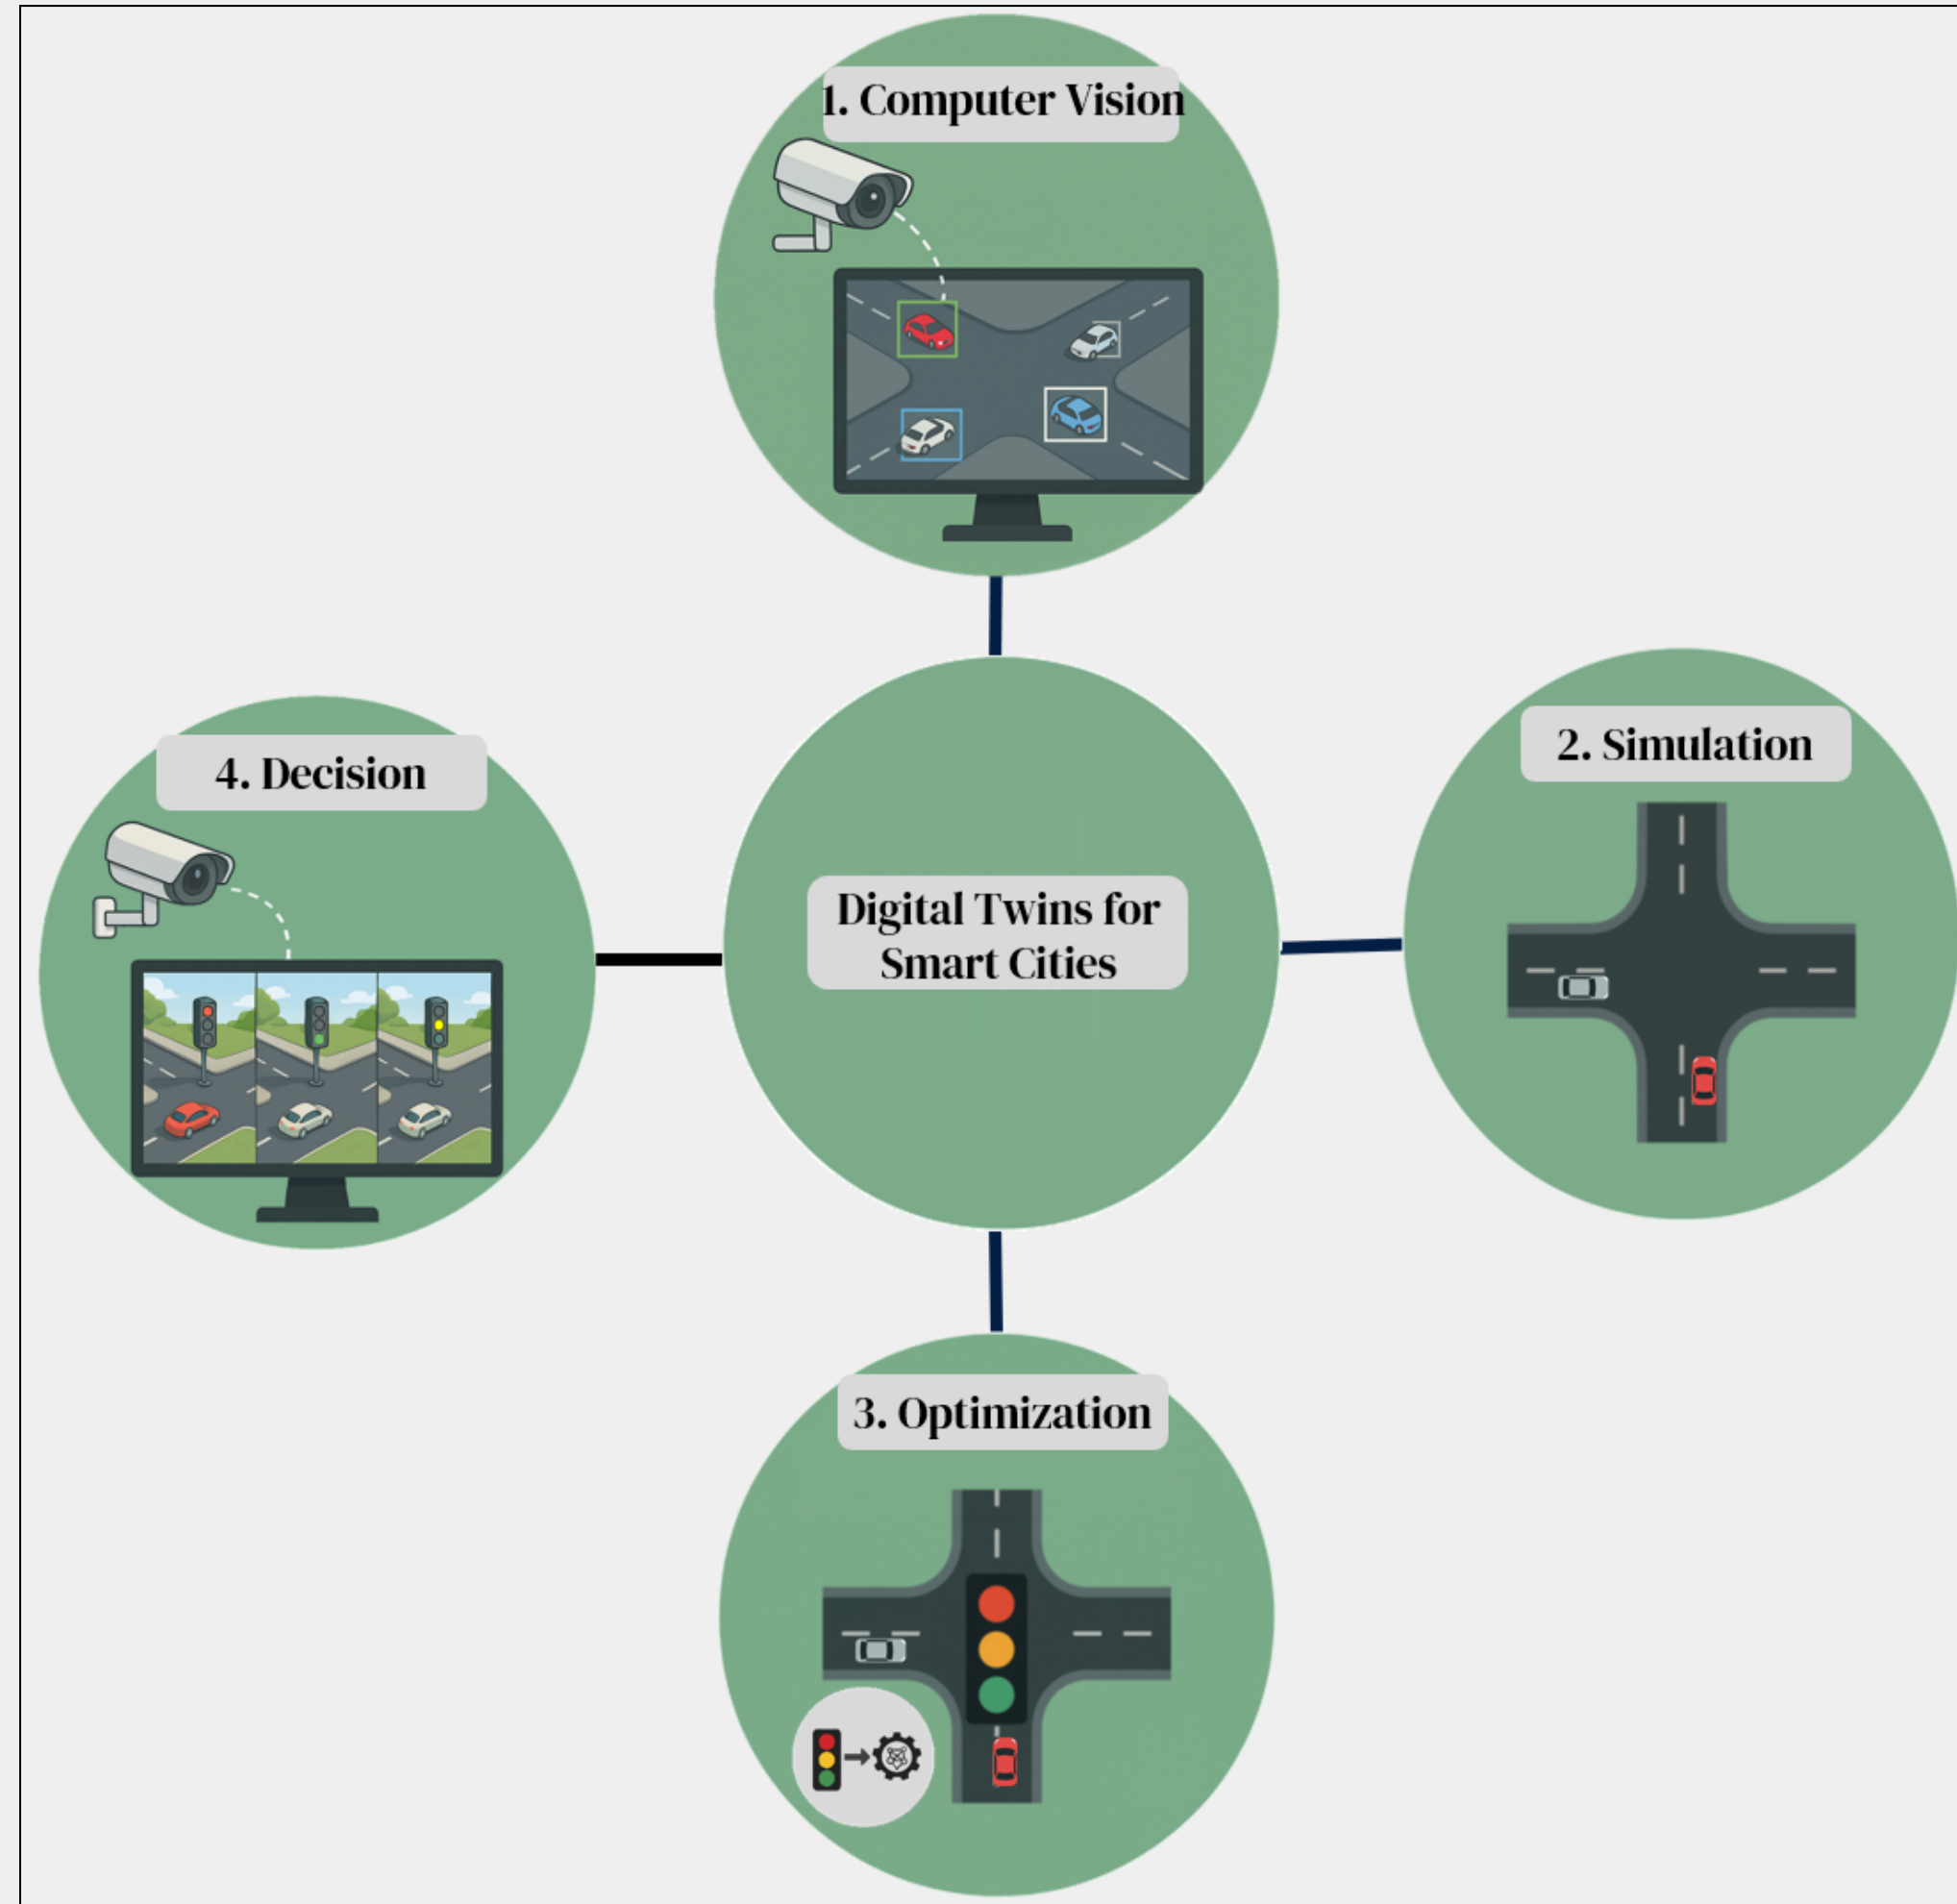 1. Computer Vision
2. Simulation
4. Decision
Digital Twins for
Smart Cities
3. Optimization